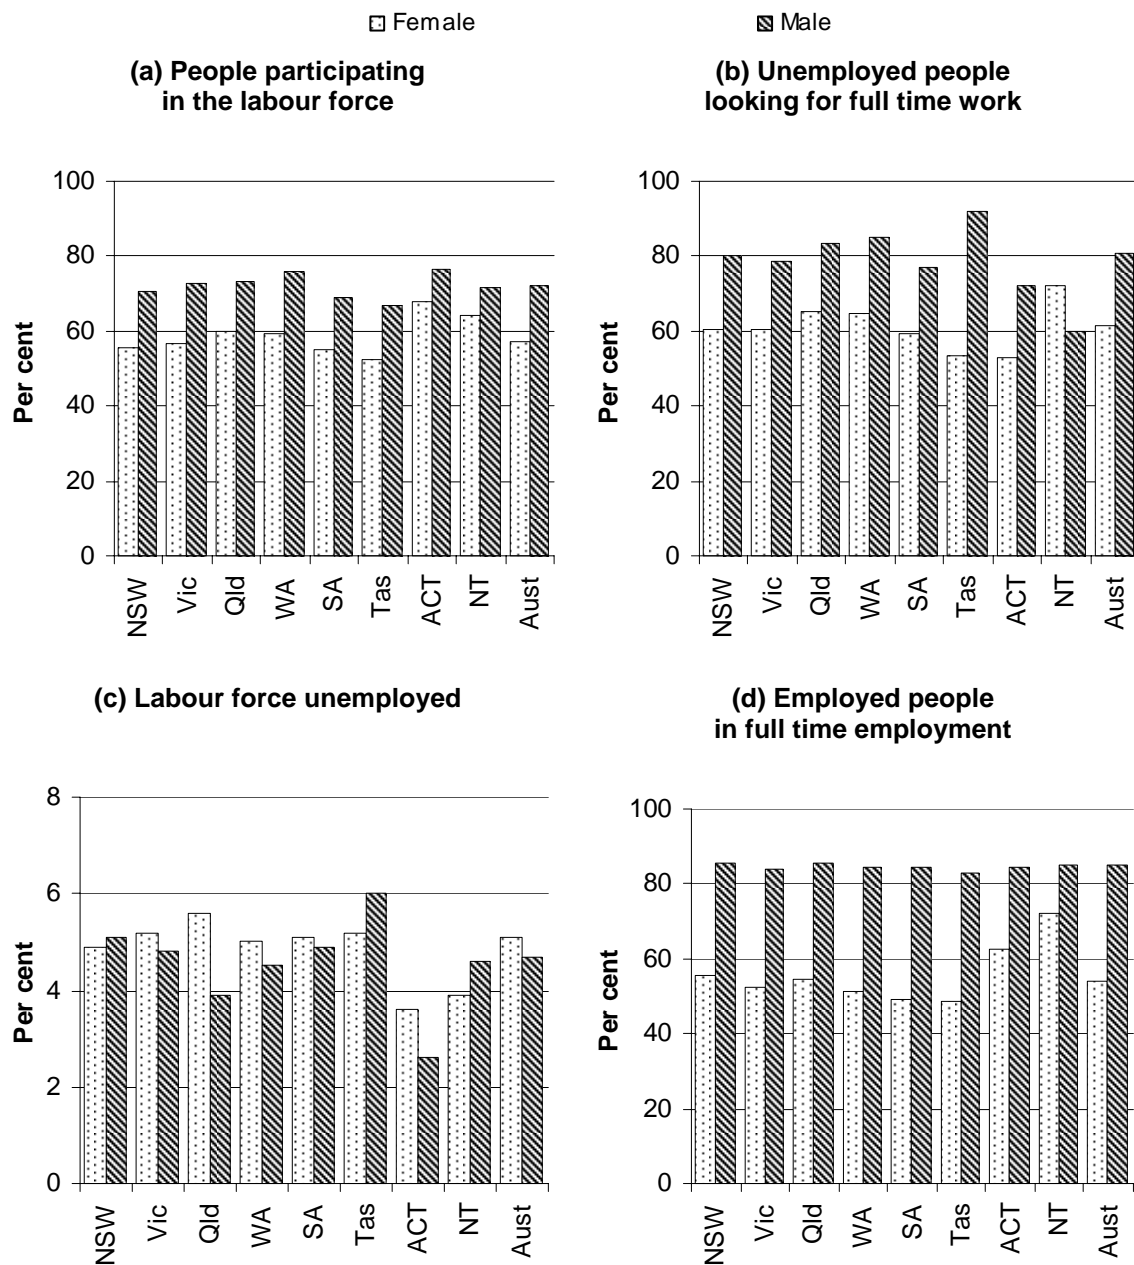 Female Male
(a) People participating
in the labour force
100
80
60
40
20
0
Per cent
NSW Vic Qld WA SA Tas ACT NT Aust
(b) Unemployed people
looking for full time work
100
80
60
40
20
0
Per cent
NSW Vic Qld WA SA Tas ACT NT Aust
(c) Labour force unemployed
8
6
4
2
0
Per cent
NSW Vic Qld WA SA Tas ACT NT Aust
(d) Employed people
in full time employment
100
80
60
40
20
0
Per cent
NSW Vic Qld WA SA Tas ACT NT Aust